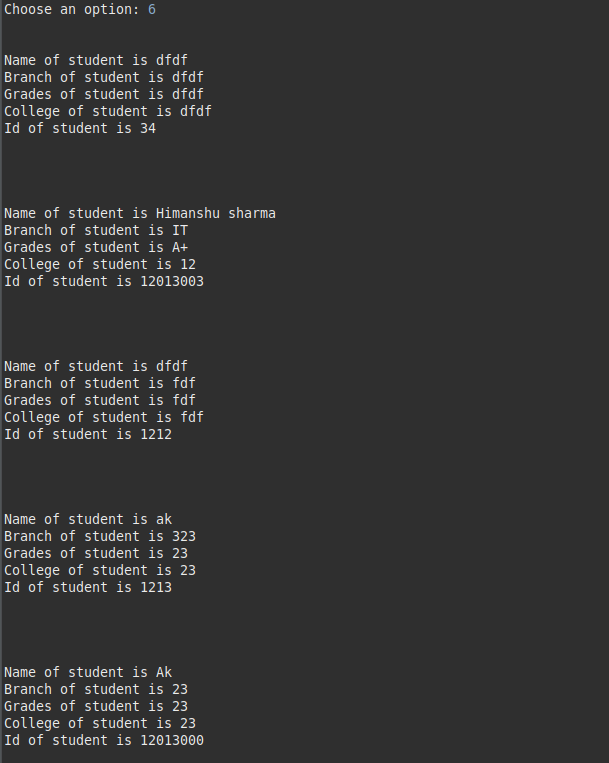 Choose an option: 6
Name of student is dfdf
Branch of student is dfdf
Grades of student is dfdf
College of student is dfdf
Id of student is 34
Name of student is Himanshu sharma
Branch of student is IT
Grades of student is A+
College of student is 12
Id of student is 12013003
Name of student is dfdf
Branch of student is fdf
Grades of student is fdf
College of student is fdf
Id of student is 1212
Name of student is ak
Branch of student is 323
Grades of student is 23
College of student is 23
Id of student is 1213
Name of student is Ak
Branch of student is 23
Grades of student is 23
College of student is 23
Id of student is 12013000